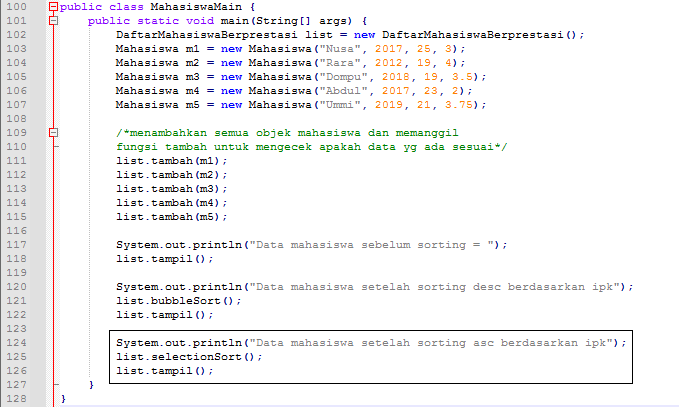 100 public class MahasiswaMain {
101     public static void main(String[] args) {
102         DaftarMahasiswaBerprestasi list = new DaftarMahasiswaBerprestasi();
103         Mahasiswa m1 = new Mahasiswa("Nusa", 2017, 25, 3);
104         Mahasiswa m2 = new Mahasiswa("Rara", 2012, 19, 4);
105         Mahasiswa m3 = new Mahasiswa("Dompu", 2018, 19, 3.5);
106         Mahasiswa m4 = new Mahasiswa("Abdul", 2017, 23, 2);
107         Mahasiswa m5 = new Mahasiswa("Ummi", 2019, 21, 3.75);
108
109         /*menambahkan semua objek mahasiswa dan memanggil
110         fungsi tambah untuk mengecek apakah data yg ada sesuai*/
111         list.tambah(m1);
112         list.tambah(m2);
113         list.tambah(m3);
114         list.tambah(m4);
115         list.tambah(m5);
116
117         System.out.println("Data mahasiswa sebelum sorting = ");
118         list.tampil();
119
120         System.out.println("Data mahasiswa setelah sorting desc berdasarkan ipk");
121         list.bubbleSort();
122         list.tampil();
123
124         System.out.println("Data mahasiswa setelah sorting asc berdasarkan ipk");
125         list.selectionSort();
126         list.tampil();
127     }
128 }